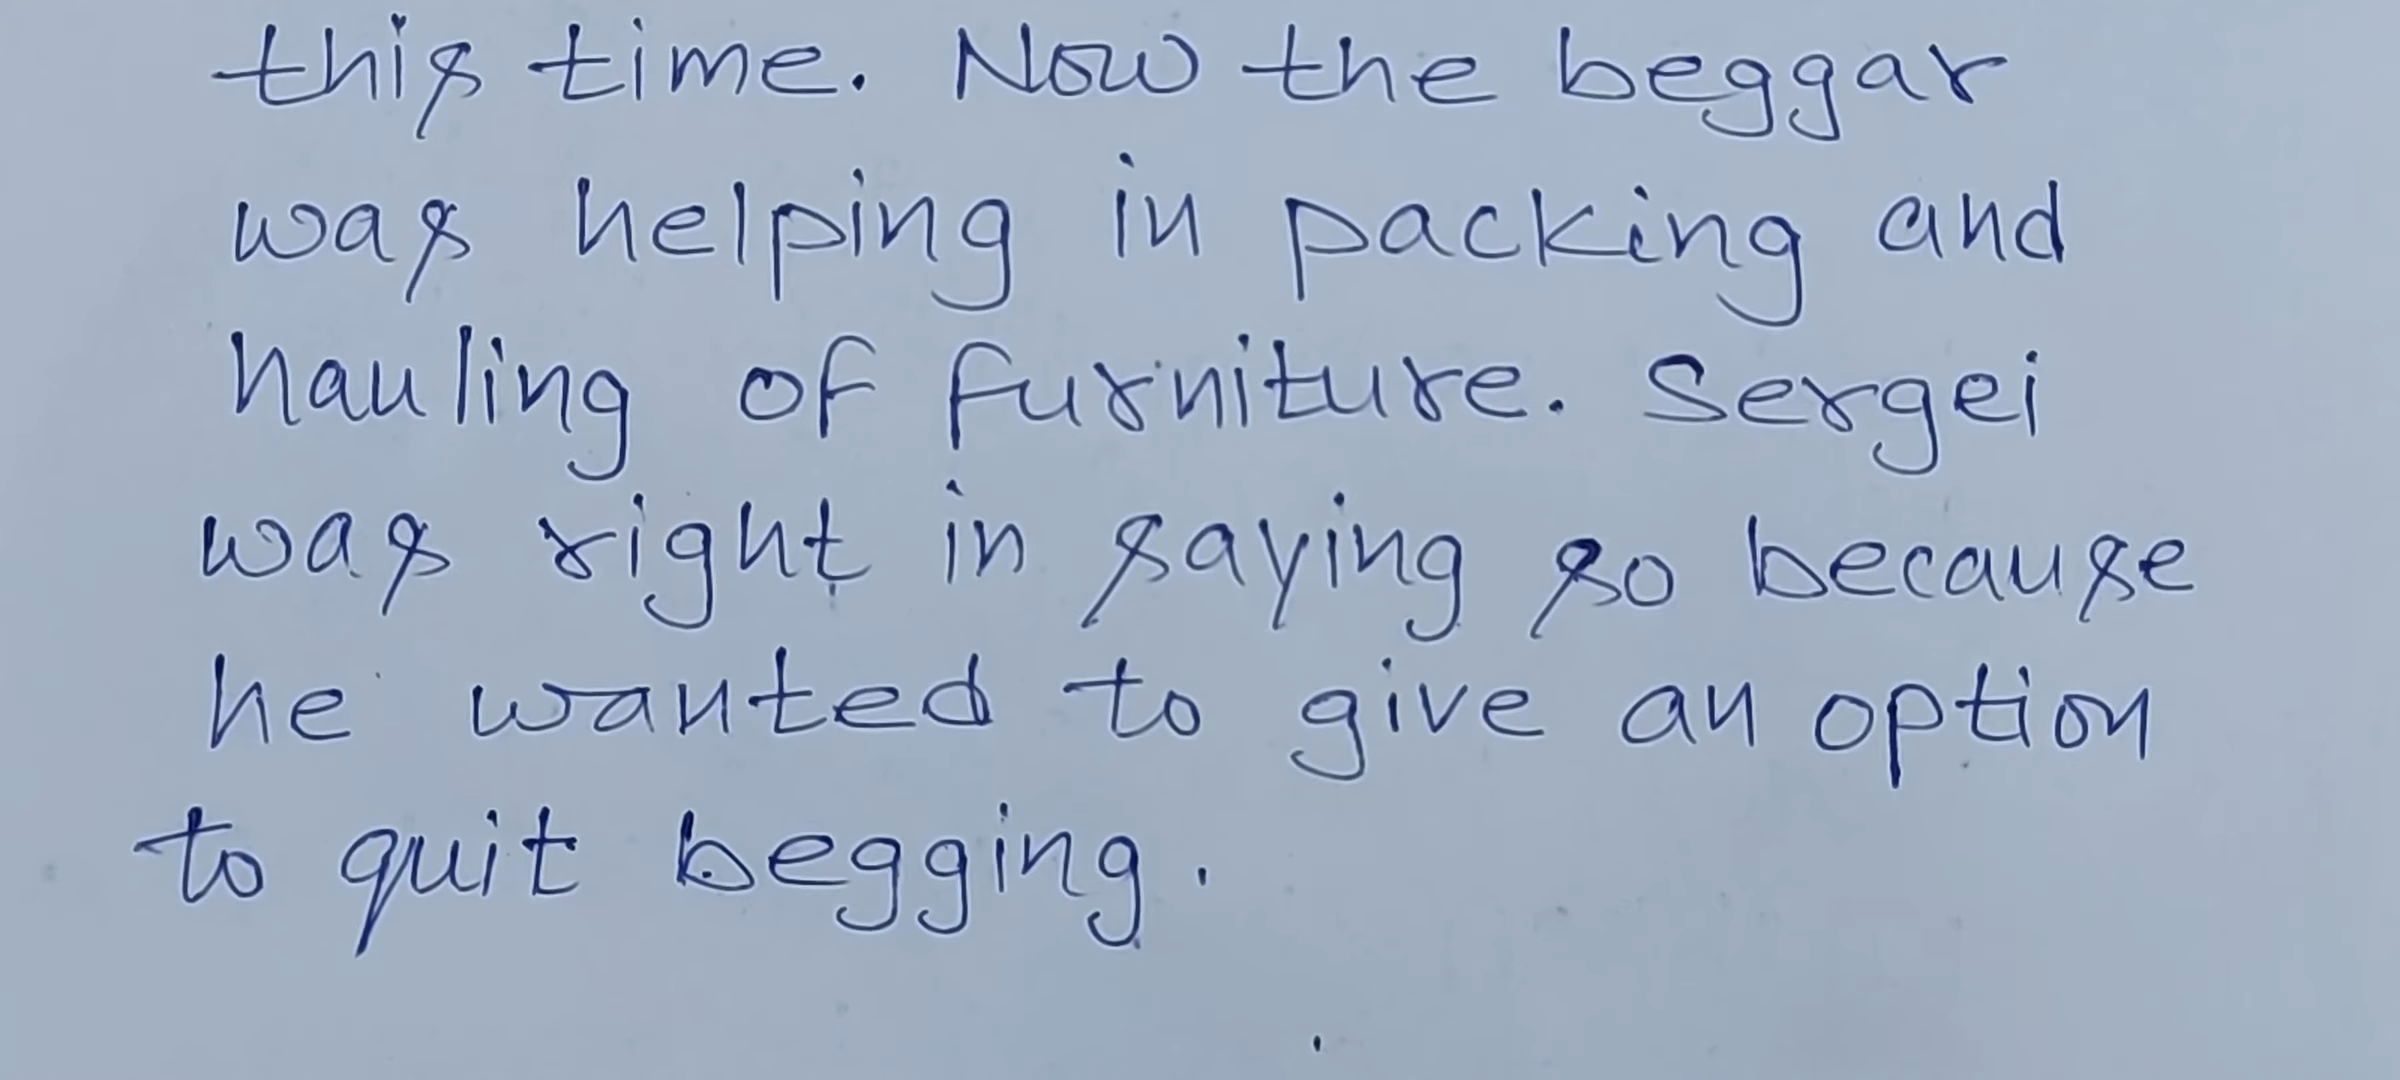 this time. Now the beggar
was helping in packing and
hauling of furniture. Sergei
was right in saying so because
he wanted to give an option
to quit begging.